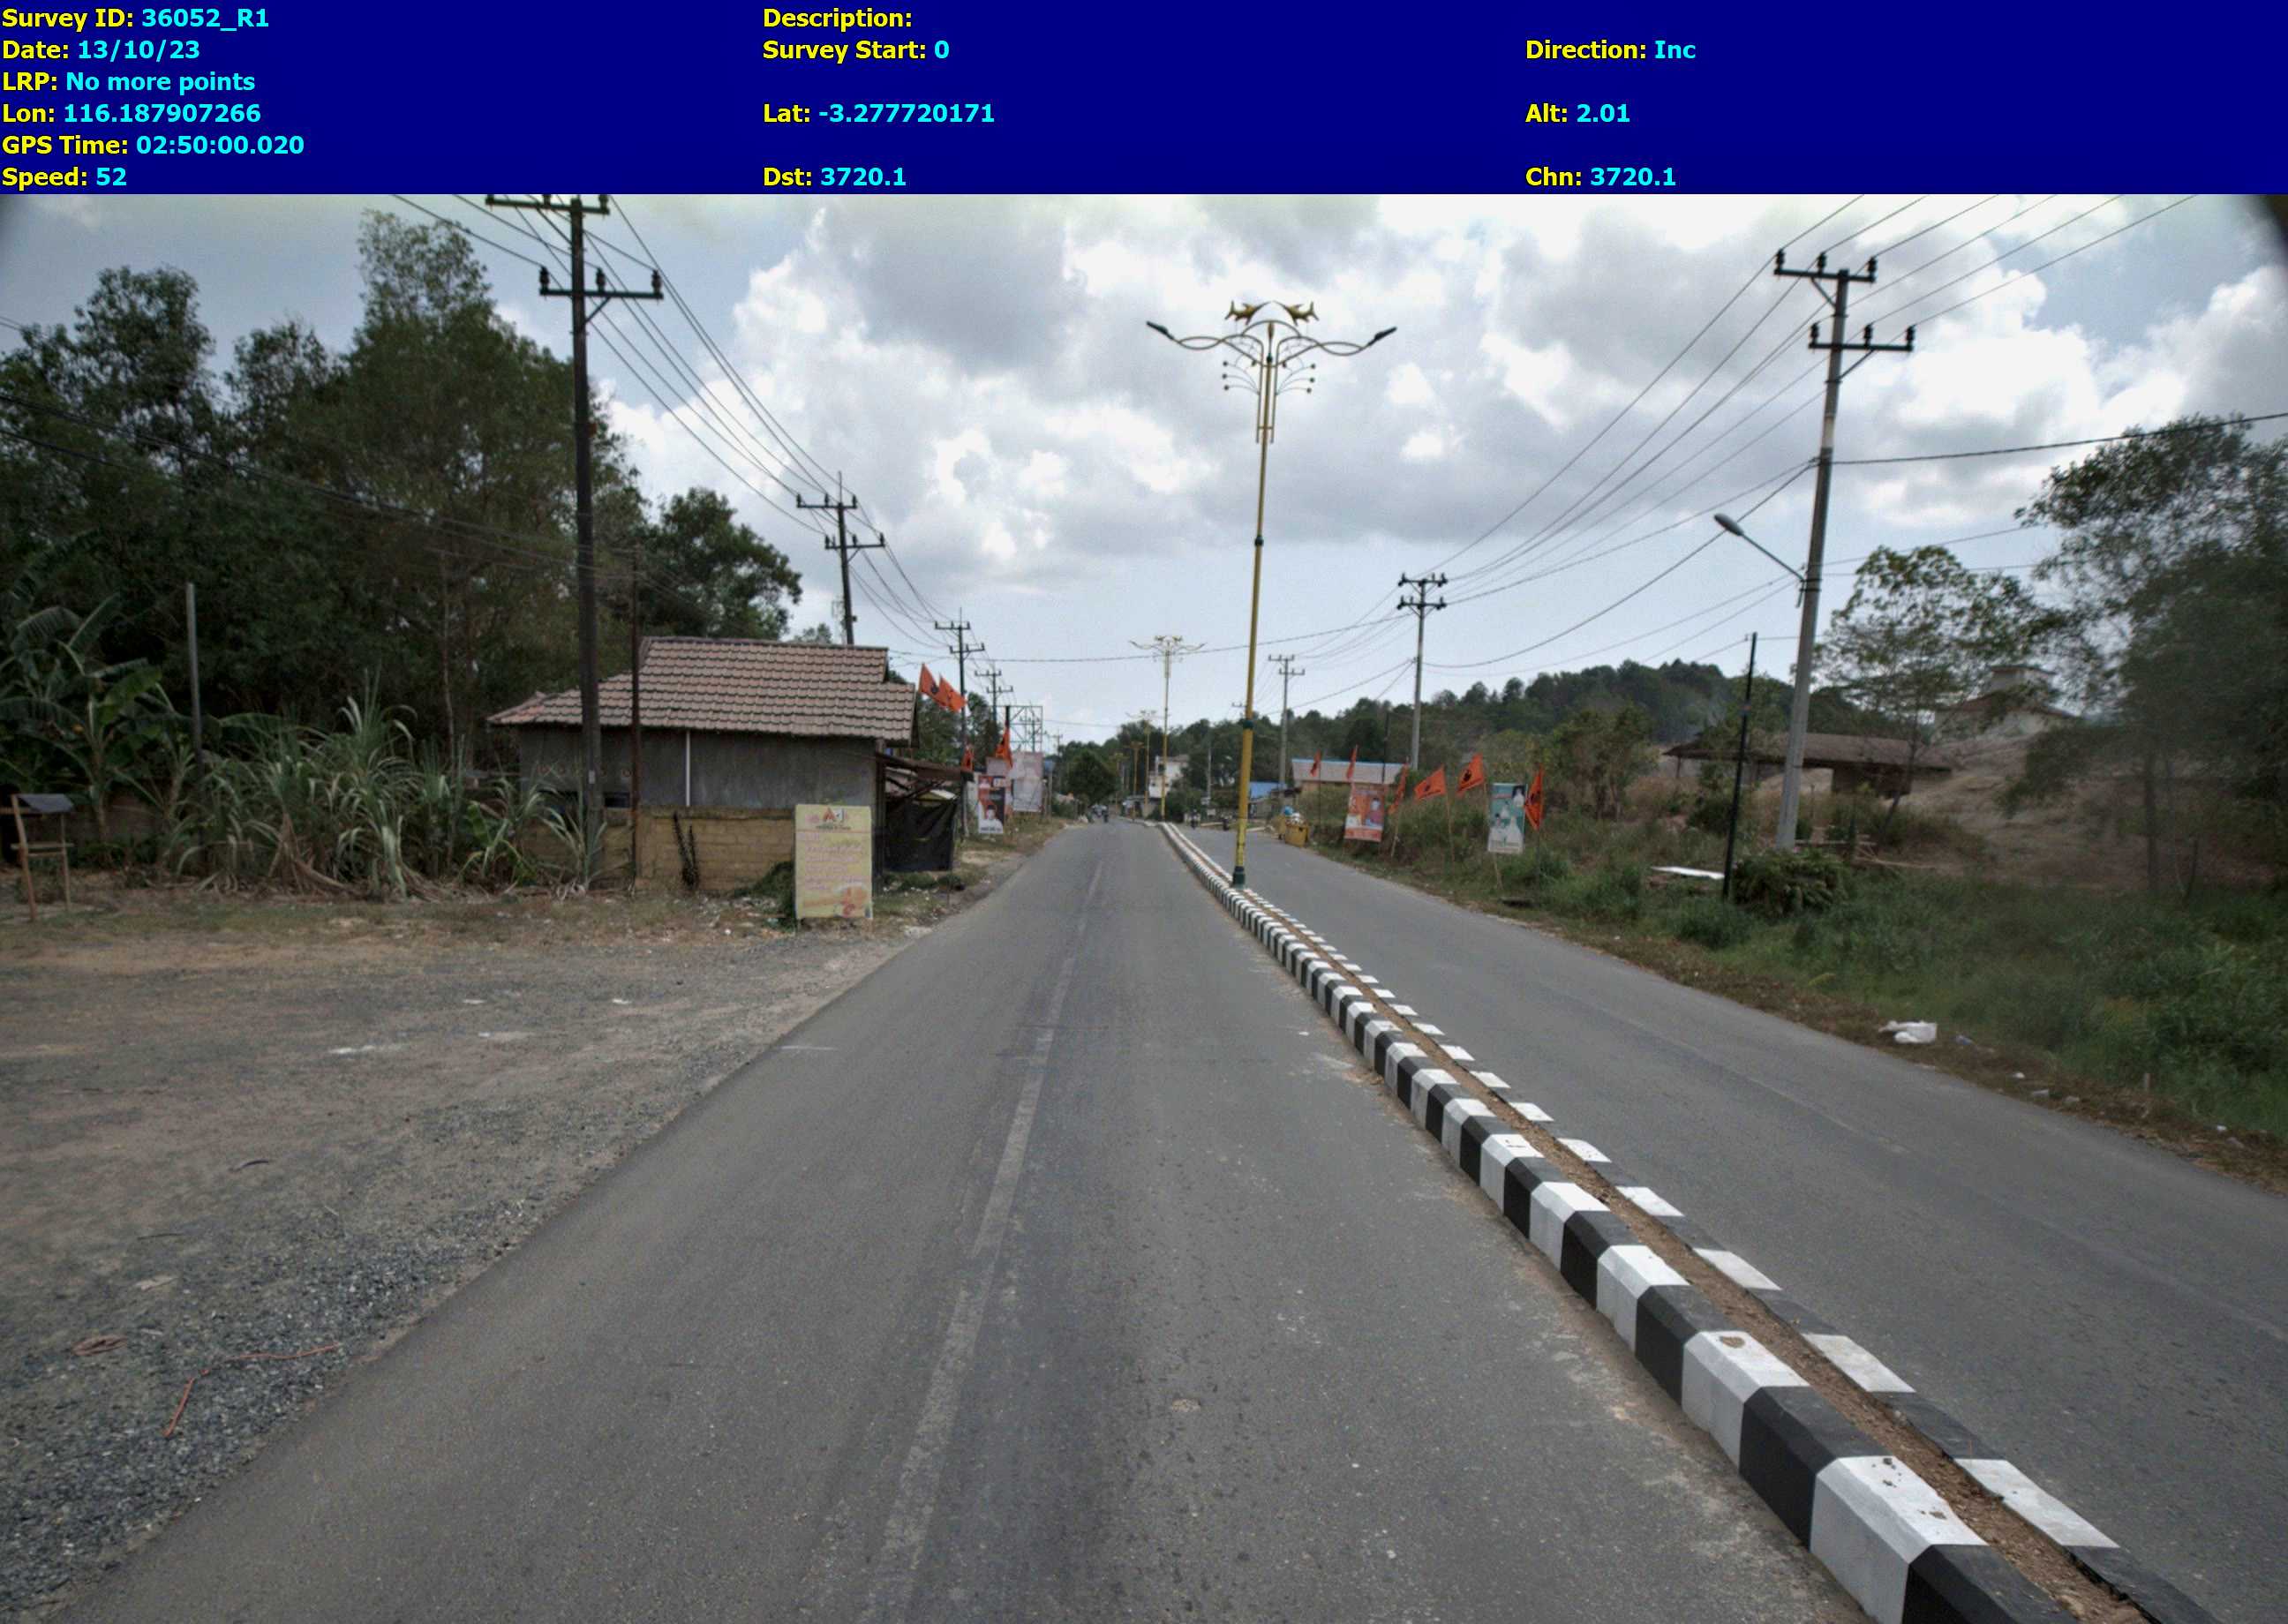 Survey ID: 36052_R1
Description:
Date: 13/10/23
Survey Start: 0
Direction: Inc
LRP: No more points
Lon: 116.187907266
Lat: -3.277720171
Alt: 2.01
GPS Time: 02:50:00.020
Speed: 52
Dst: 3720.1
Chn: 3720.1